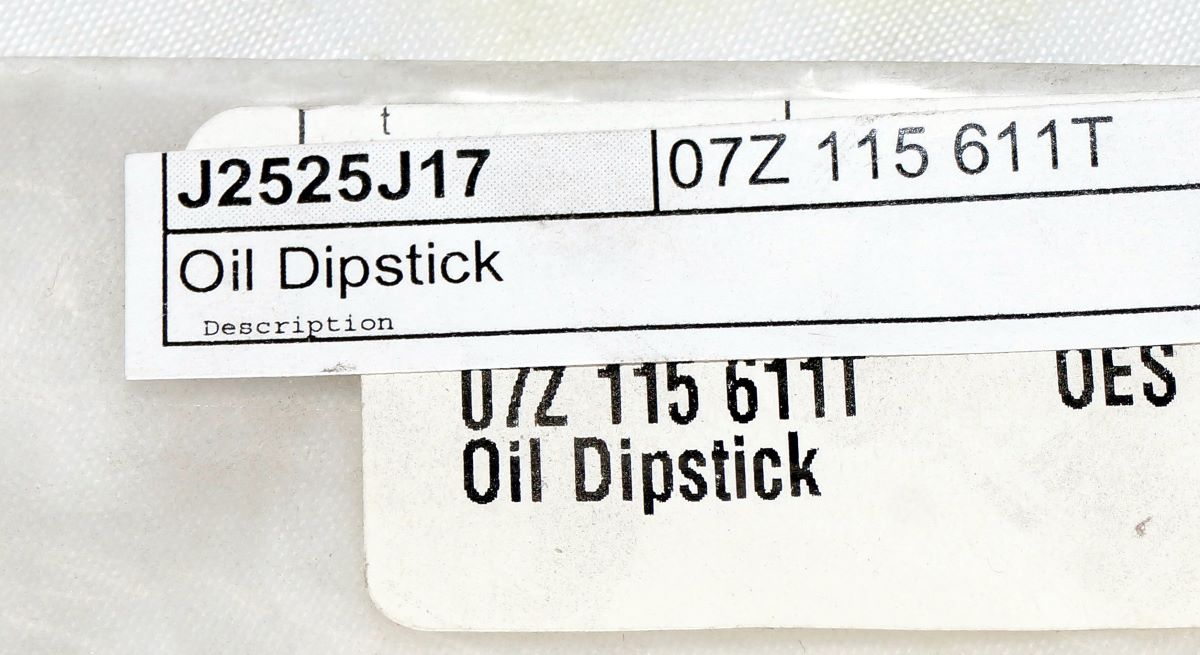 t
J2525J17 07Z 115 611T
Oil Dipstick
Description
07Z 115 611T OES
Oil Dipstick